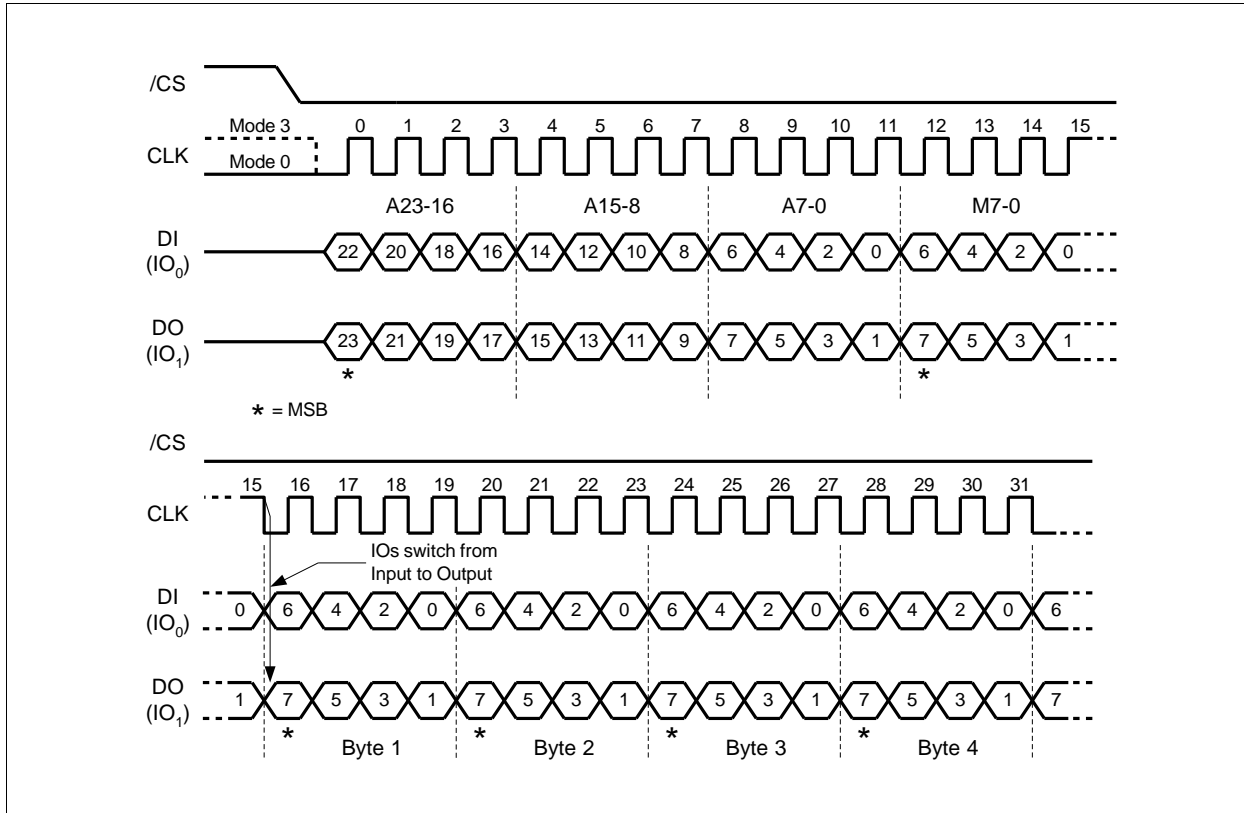 /CS
Mode 3 0 1 2 3 4 5 6 7 8 9 10 11 12 13 14 15
CLK
Mode 0
A23-16 A15-8 A7-0 M7-0
DI
(IO0) 22 20 18 16 14 12 10 8 6 4 2 0 6 4 2 0
DO
(IO1) 23 21 19 17 15 13 11 9 7 5 3 1 7 5 3 1
* *
* = MSB
/CS
15 16 17 18 19 20 21 22 23 24 25 26 27 28 29 30 31
CLK
IOs switch from
Input to Output
DI
(IO0) 0 6 4 2 0 6 4 2 0 6 4 2 0 6 4 2 0 6
DO
(IO1) 1 7 5 3 1 7 5 3 1 7 5 3 1 7 5 3 1 7
* * * *
Byte 1 Byte 2 Byte 3 Byte 4